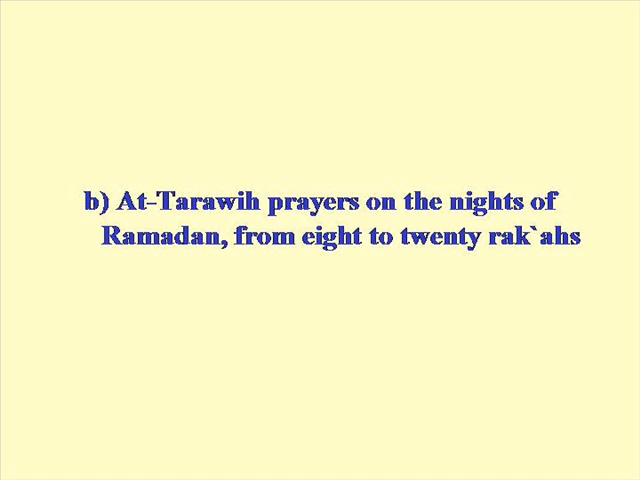 b) At-Tarawih prayers on the nights of
Ramadan, from eight to twenty rak`ahs